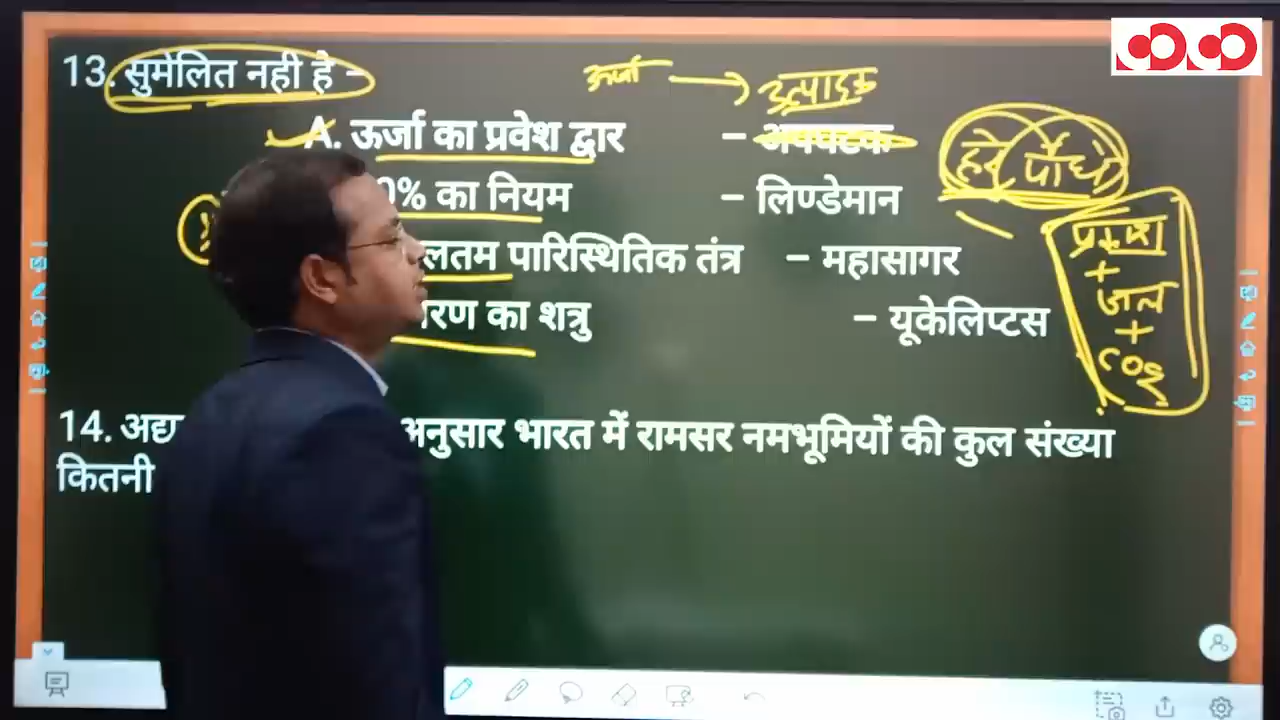 13. सुमेलित नही है -
ऊर्जा → उत्पादक
A. ऊर्जा का प्रवेश द्वार – अपघटक
हरे पौधे
0% का नियम – लिण्डेमान
लतम पारिस्थितिक तंत्र – महासागर
रण का शत्रु – यूकेलिप्टस
+
जल
+
CO2
14. अद्य अनुसार भारत में रामसर नमभूमियों की कुल संख्या
कितनी